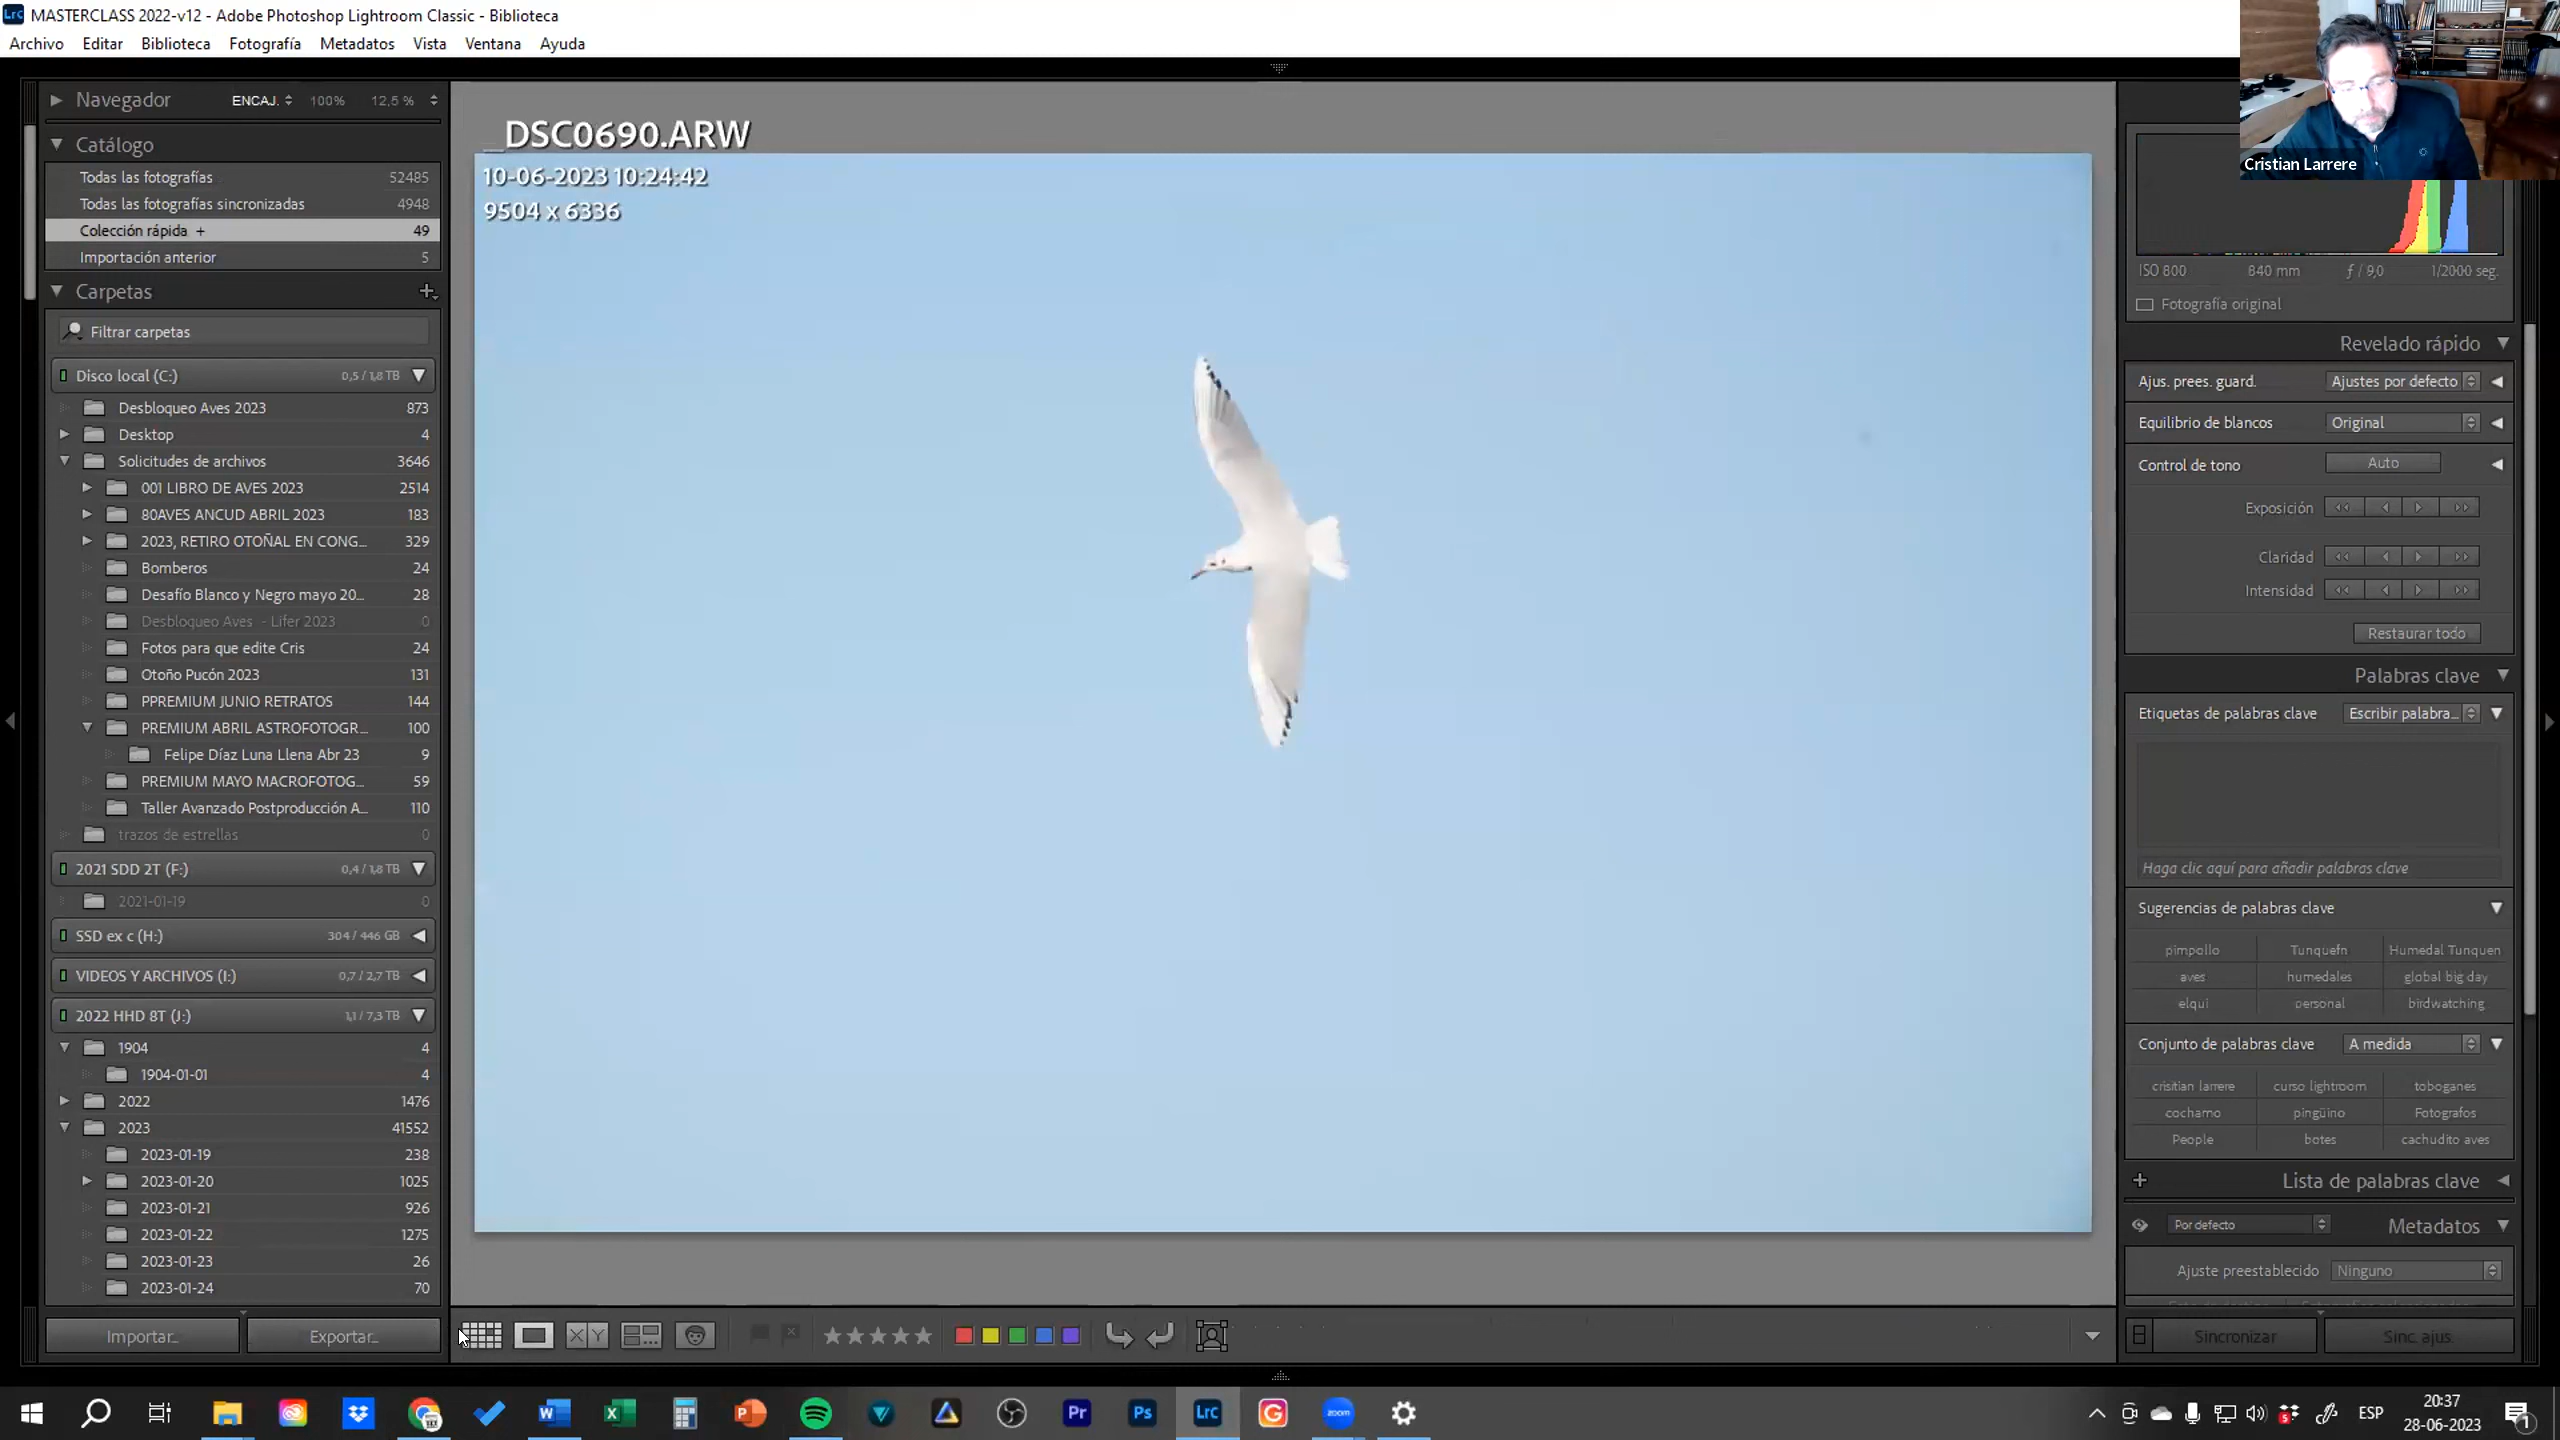 MASTERCLASS 2022-v12 - Adobe Photoshop Lightroom Classic - Biblioteca
Archivo Editar Biblioteca Fotografía Metadatos Vista Ventana Ayuda
Cristian Larrere
Navegador ENCAJ. 100% 12,5 %
Catálogo
Todas las fotografías 52485
Todas las fotografías sincronizadas 4948
Colección rápida + 49
Importación anterior 5
Carpetas
Filtrar carpetas
Disco local (C:) 0,5 / 1,8 TB
Desbloqueo Aves 2023 873
Desktop 4
Solicitudes de archivos 3646
001 LIBRO DE AVES 2023 2514
80AVES ANCUD ABRIL 2023 183
2023, RETIRO OTOÑAL EN CONG... 329
Bomberos 24
Desafío Blanco y Negro mayo 20... 28
Desbloqueo Aves - Lifer 2023 0
Fotos para que edite Cris 24
Otoño Pucón 2023 131
PPREMIUM JUNIO RETRATOS 144
PREMIUM ABRIL ASTROFOTOGR... 100
Felipe Díaz Luna Llena Abr 23 9
PREMIUM MAYO MACROFOTOG... 59
Taller Avanzado Postproducción A... 110
trazos de estrellas 0
2021 SDD 2T (F:) 0,4 / 1,8 TB
2021-01-19 0
SSD ex c (H:) 304 / 446 GB
VIDEOS Y ARCHIVOS (I:) 0,7 / 2,7 TB
2022 HHD 8T (J:) 1,1 / 7,3 TB
1904 4
1904-01-01 4
2022 1476
2023 41552
2023-01-19 238
2023-01-20 1025
2023-01-21 926
2023-01-22 1275
2023-01-23 26
2023-01-24 70
Importar... Exportar...
_DSC0690.ARW
10-06-2023 10:24:42
9504 x 6336
ISO 800 840 mm ƒ / 9,0 1/2000 seg.
Fotografía original
Revelado rápido
Ajus. prees. guard. Ajustes por defecto
Equilibrio de blancos Original
Control de tono Auto
Exposición
Claridad
Intensidad
Restaurar todo
Palabras clave
Etiquetas de palabras clave Escribir palabra...
Haga clic aquí para añadir palabras clave
Sugerencias de palabras clave
pimpollo Tunquefn Humedal Tunquen
aves humedales global big day
elqui personal birdwatching
Conjunto de palabras clave A medida
crisitian larrere curso lightroom toboganes
cochamo pingüino Fotografos
People botes cachudito aves
Lista de palabras clave
Por defecto Metadatos
Ajuste preestablecido Ninguno
Sincronizar Sinc. ajus.
X Y
Pr Ps LrC zoom
ESP
20:37
28-06-2023